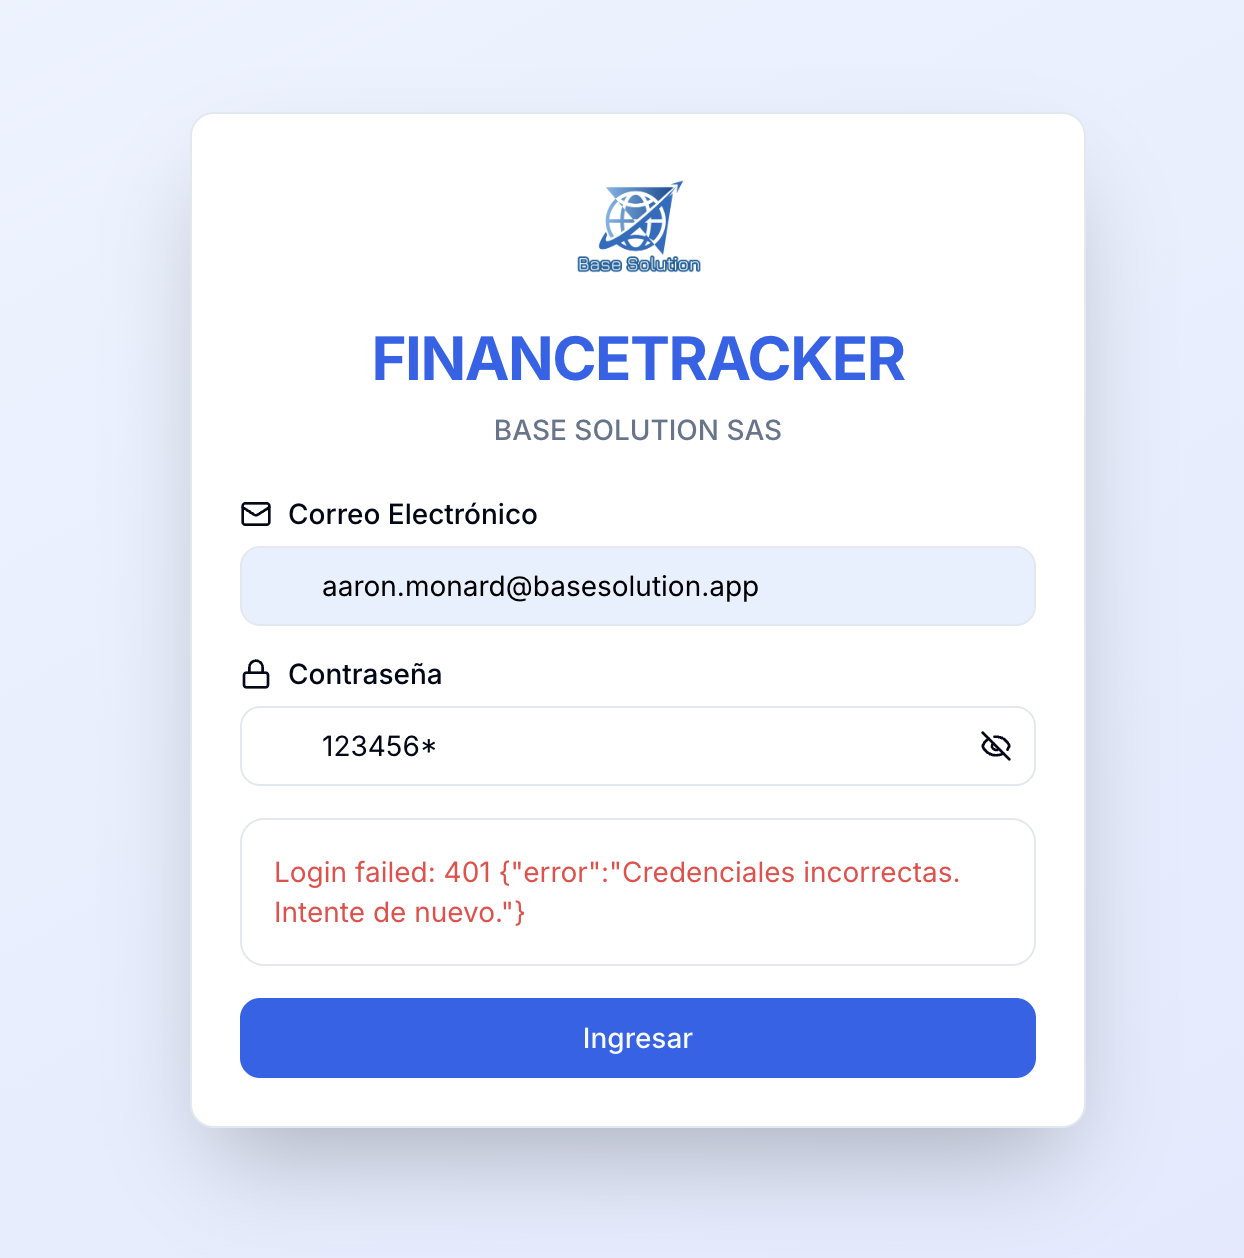 Base Solution
FINANCETRACKER
BASE SOLUTION SAS
Correo Electrónico
aaron.monard@basesolution.app
Contraseña
123456*
Login failed: 401 {"error":"Credenciales incorrectas.
Intente de nuevo."}
Ingresar